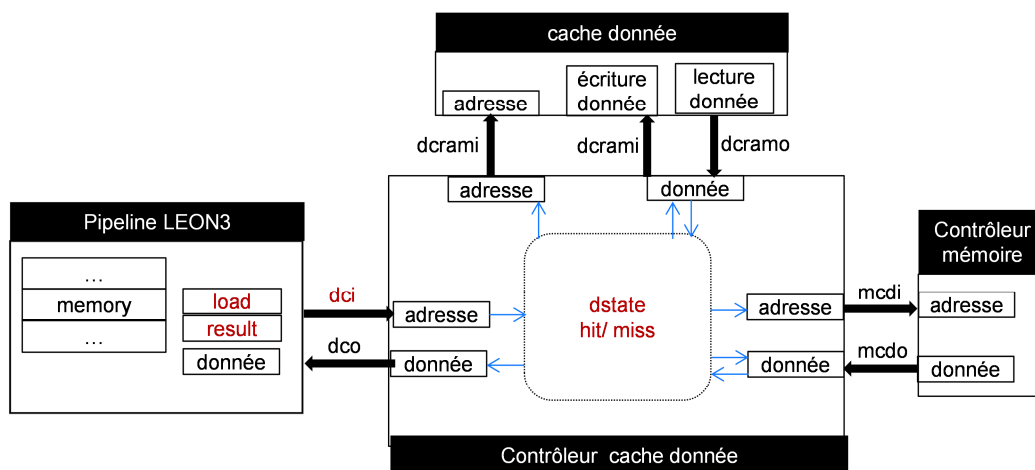 cache donnée
adresse
écriture
donnée
lecture
donnée
dcrami
dcrami
dcramo
adresse
donnée
Pipeline LEON3
...
memory
...
load
result
donnée
dci
dco
adresse
donnée
dstate
hit/ miss
adresse
donnée
mcdi
mcdo
Contrôleur
mémoire
adresse
donnée
Contrôleur cache donnée